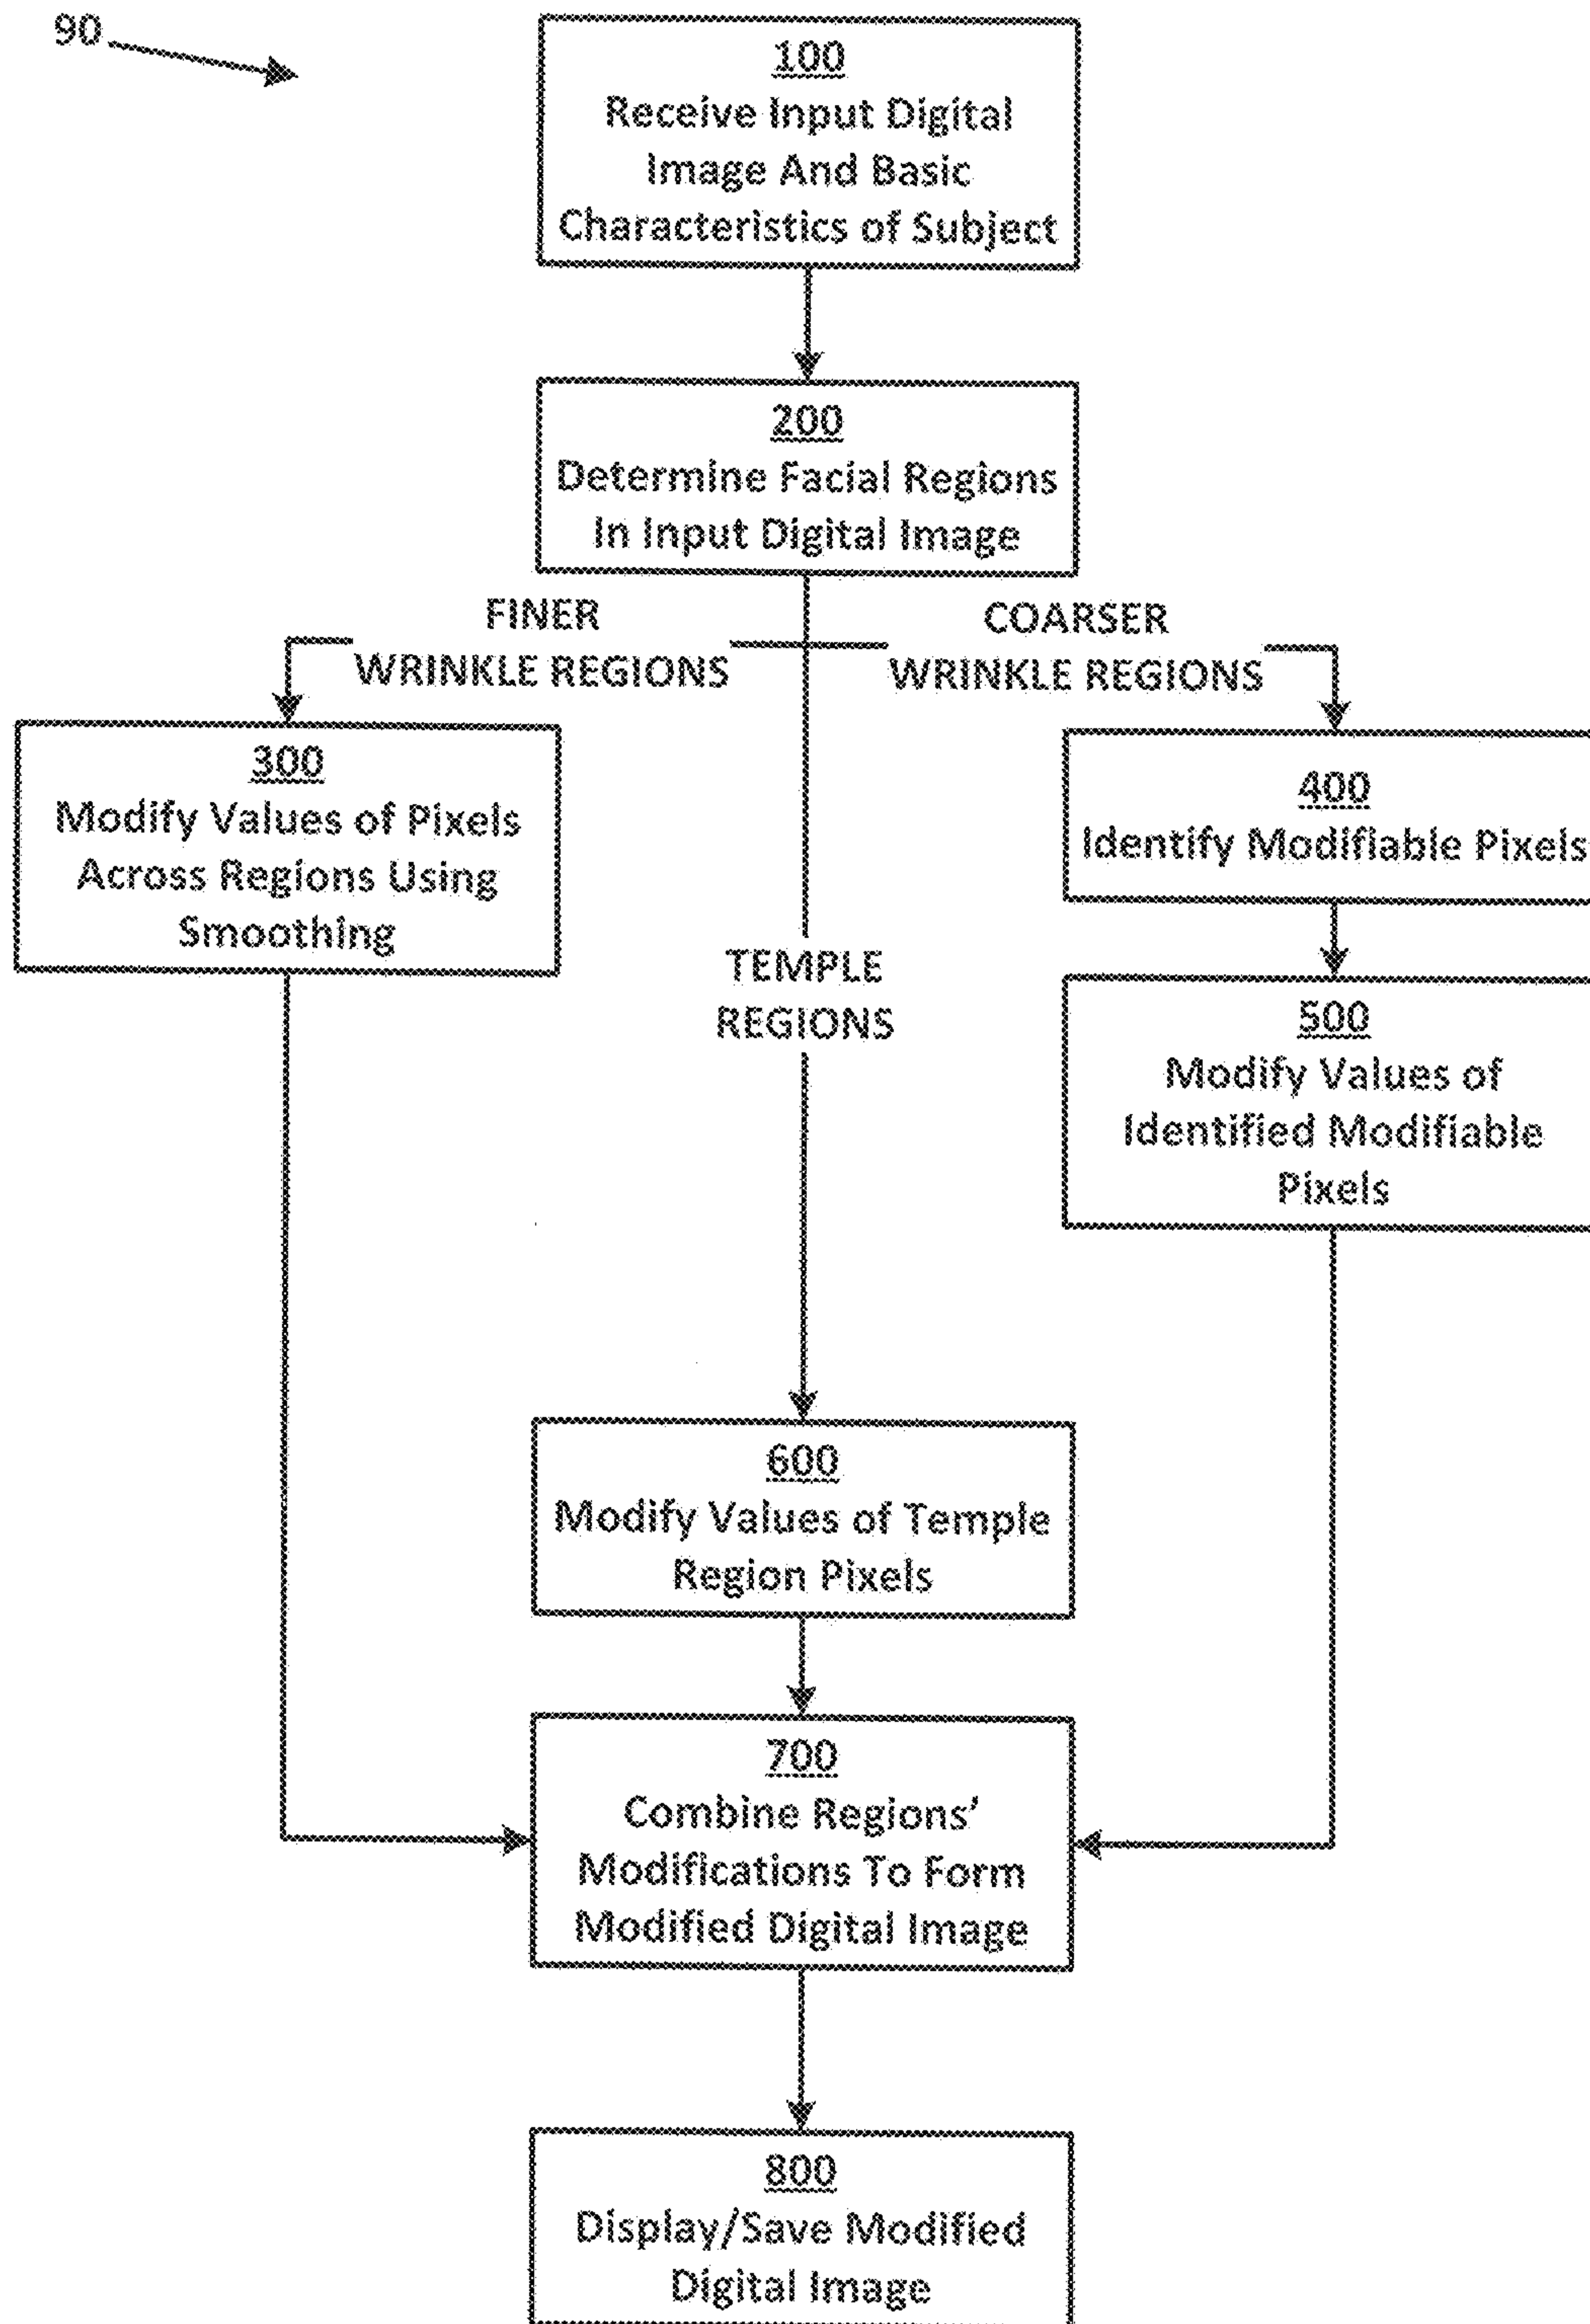 90
100
Receive Input Digital
Image And Basic
Characteristics of Subject
200
Determine Facial Regions
In Input Digital Image
FINER
WRINKLE REGIONS
COARSER
WRINKLE REGIONS
300
Modify Values of Pixels
Across Regions Using
Smoothing
400
Identify Modifiable Pixels
TEMPLE
REGIONS
500
Modify Values of
Identified Modifiable
Pixels
600
Modify Values of Temple
Region Pixels
700
Combine Regions’
Modifications To Form
Modified Digital Image
800
Display/Save Modified
Digital Image